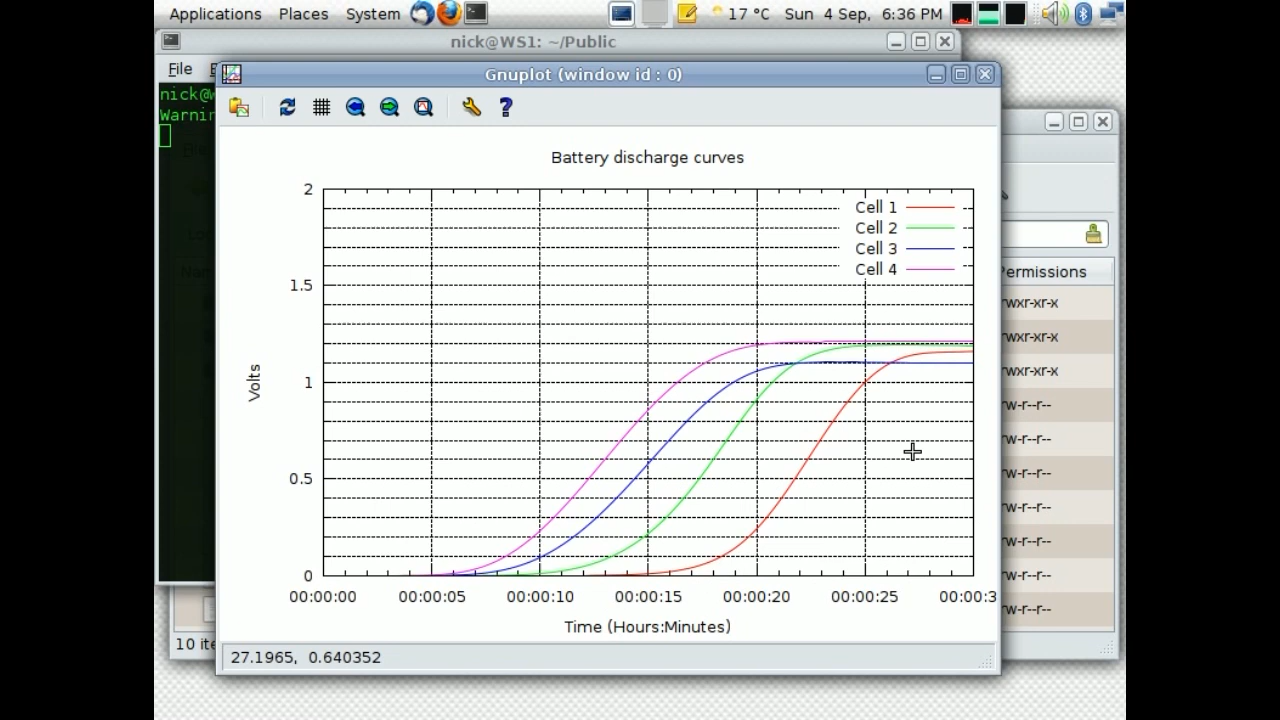 Applications Places System 17 °C Sun 4 Sep, 6:36 PM
nick@WS1: ~/Public
File
nick@w
Warnin
Gnuplot (window id : 0)
Battery discharge curves
2
1.5
1
0.5
0
Volts
Cell 1
Cell 2
Cell 3
Cell 4
00:00:00 00:00:05 00:00:10 00:00:15 00:00:20 00:00:25 00:00:3
Time (Hours:Minutes)
27.1965, 0.640352
Permissions
rwxr-xr-x
rwxr-xr-x
rwxr-xr-x
rw-r--r--
rw-r--r--
rw-r--r--
rw-r--r--
rw-r--r--
rw-r--r--
rw-r--r--
10 ite